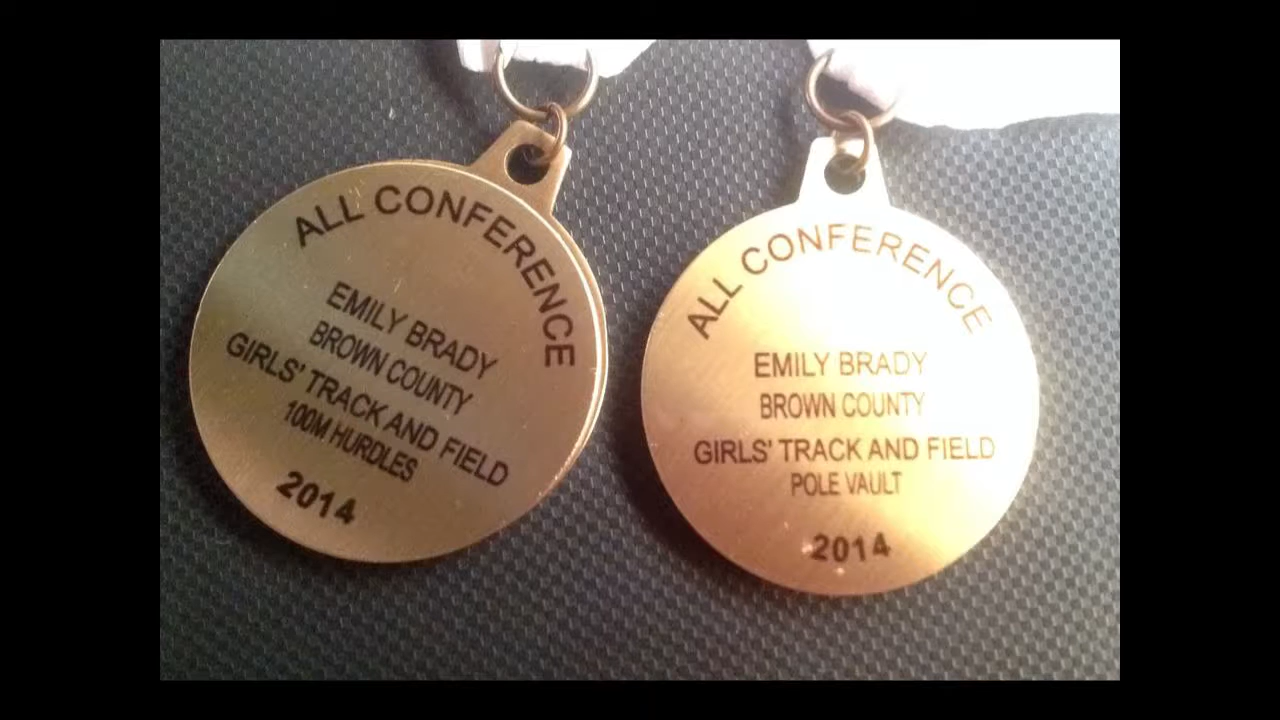 ALL CONFERENCE
EMILY BRADY
BROWN COUNTY
GIRLS' TRACK AND FIELD
100M HURDLES
2014
ALL CONFERENCE
EMILY BRADY
BROWN COUNTY
GIRLS' TRACK AND FIELD
POLE VAULT
2014